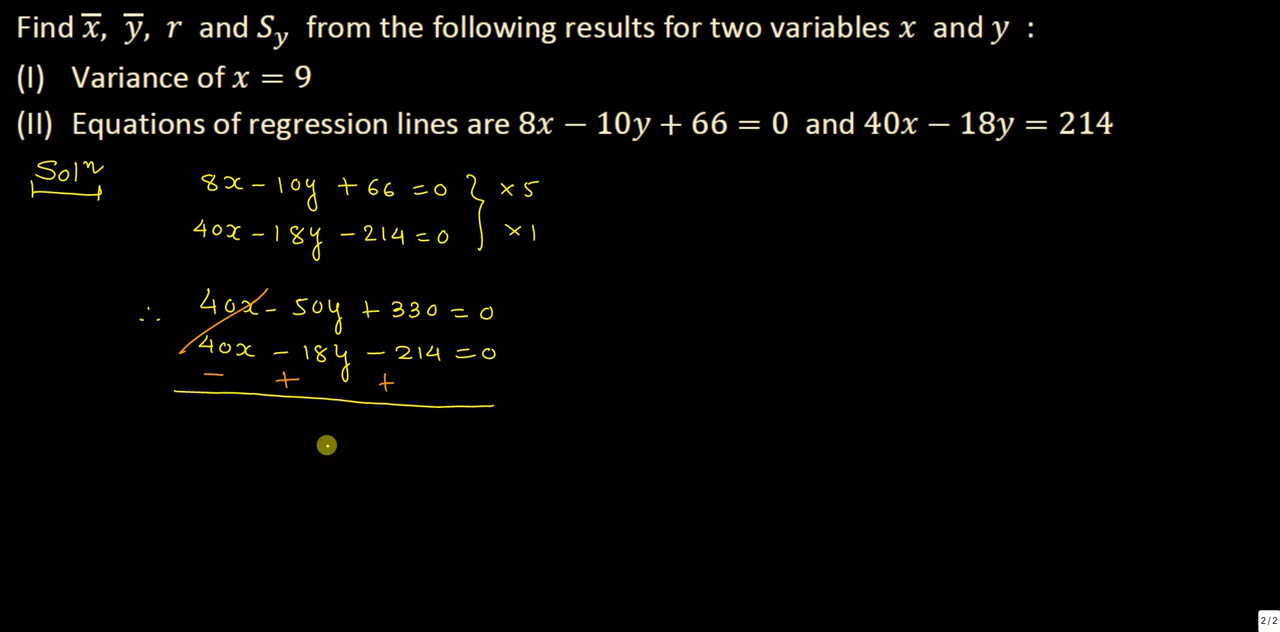 Find x̅, y̅, r and Sᵧ from the following results for two variables x and y :
(I) Variance of x = 9
(II) Equations of regression lines are 8x − 10y + 66 = 0 and 40x − 18y = 214
Solⁿ
8x − 10y + 66 = 0 } × 5
40x − 18y − 214 = 0 } × 1
∴ 40x − 50y + 330 = 0
40x − 18y − 214 = 0
− + +
2/2